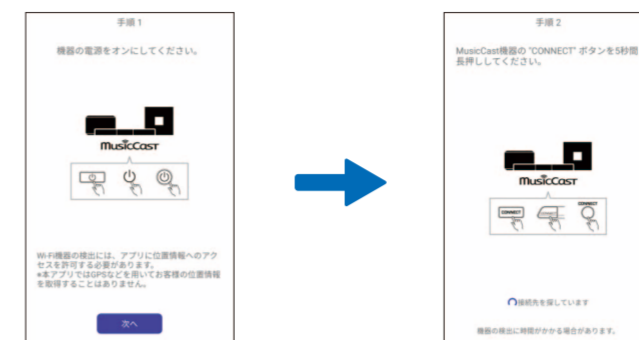 手順 1
機器の電源をオンにしてください。
MusicCast
Wi-Fi機器の検出には、アプリに位置情報へのアク
セスを許可する必要があります。
※本アプリではGPSなどを用いてお客様の位置情報
を取得することはありません。
次へ
手順 2
MusicCast機器の "CONNECT" ボタンを5秒間
長押ししてください。
MusicCast
CONNECT
CONNECT
接続先を探しています
機器の検出に時間がかかる場合があります。